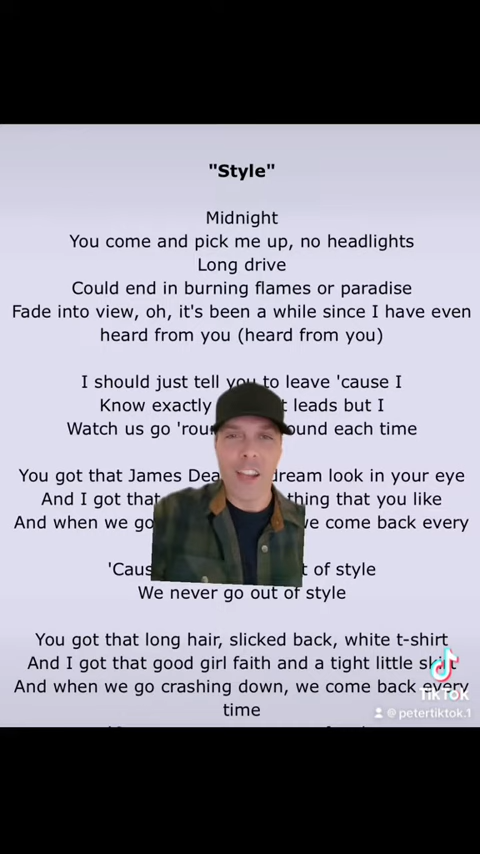 "Style"
Midnight
You come and pick me up, no headlights
Long drive
Could end in burning flames or paradise
Fade into view, oh, it's been a while since I have even
heard from you (heard from you)
I should just tell you to leave 'cause I
Know exactly t leads but I
Watch us go 'rou ound each time
You got that James Dea dream look in your eye
And I got that thing that you like
And when we go we come back every
'Caus t of style
We never go out of style
You got that long hair, slicked back, white t-shirt
And I got that good girl faith and a tight little skirt
And when we go crashing down, we come back every
time
TikTok
@petertiktok.1